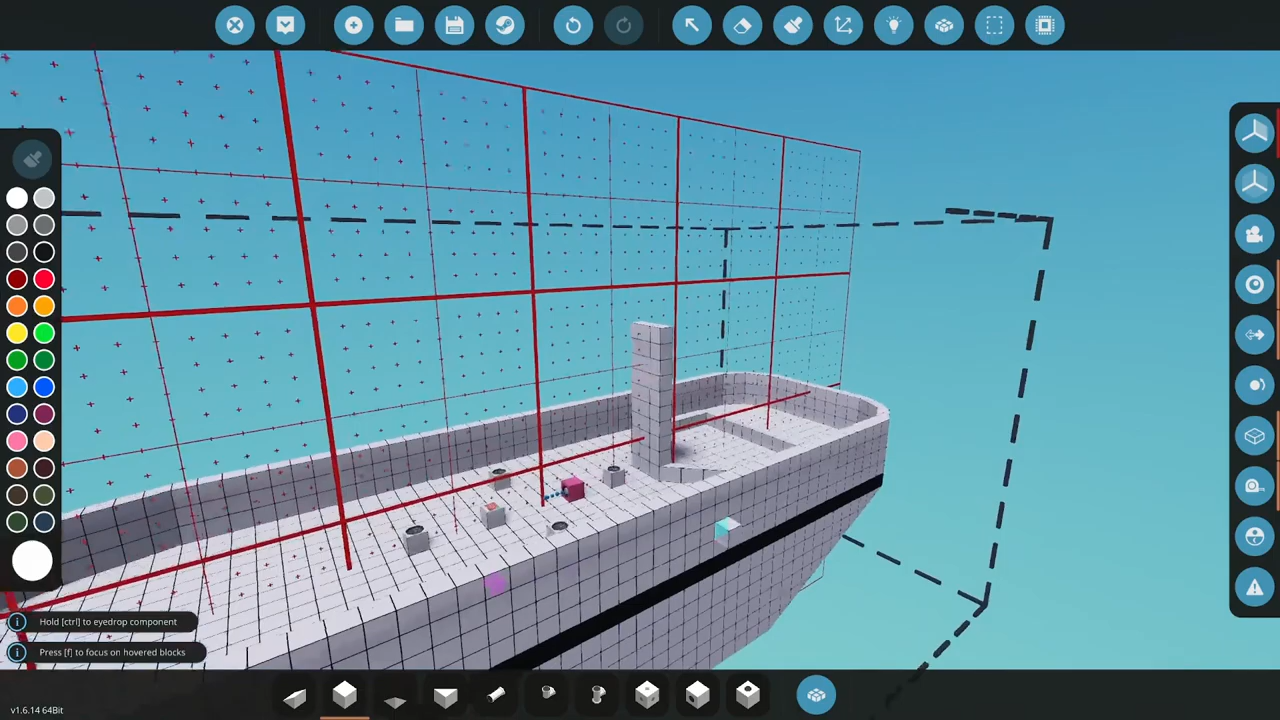 Hold [ctrl] to eyedrop component
Press [f] to focus on hovered blocks
v1.6.14 64Bit